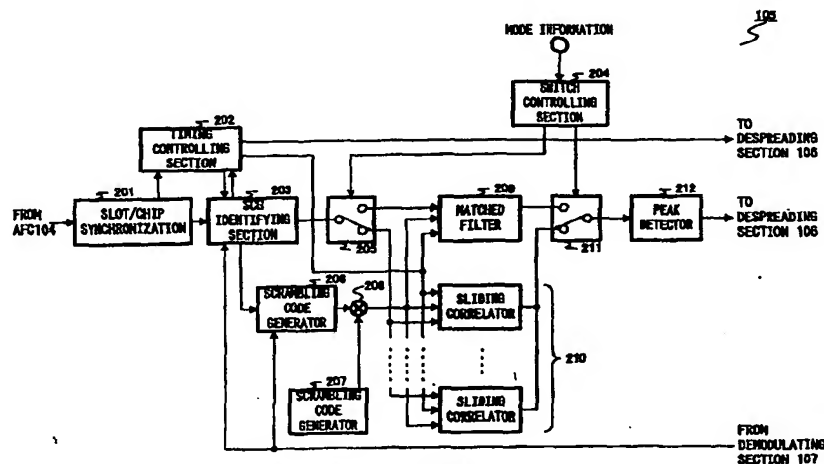 105
MODE INFORMATION
204
SWITCH
CONTROLLING
SECTION
202
TIMING
CONTROLLING
SECTION
TO
DESPREADING
SECTION 106
201
SLOT/CHIP
SYNCHRONIZATION
203
SCH
IDENTIFYING
SECTION
FROM
AFC104
205
209
MATCHED
FILTER
211
212
PEAK
DETECTOR
TO
DESPREADING
SECTION 106
206
SCRAMBLING
CODE
GENERATOR
208
SLIDING
CORRELATOR
210
207
SCRAMBLING
CODE
GENERATOR
SLIDING
CORRELATOR
FROM
DEMODULATING
SECTION 107